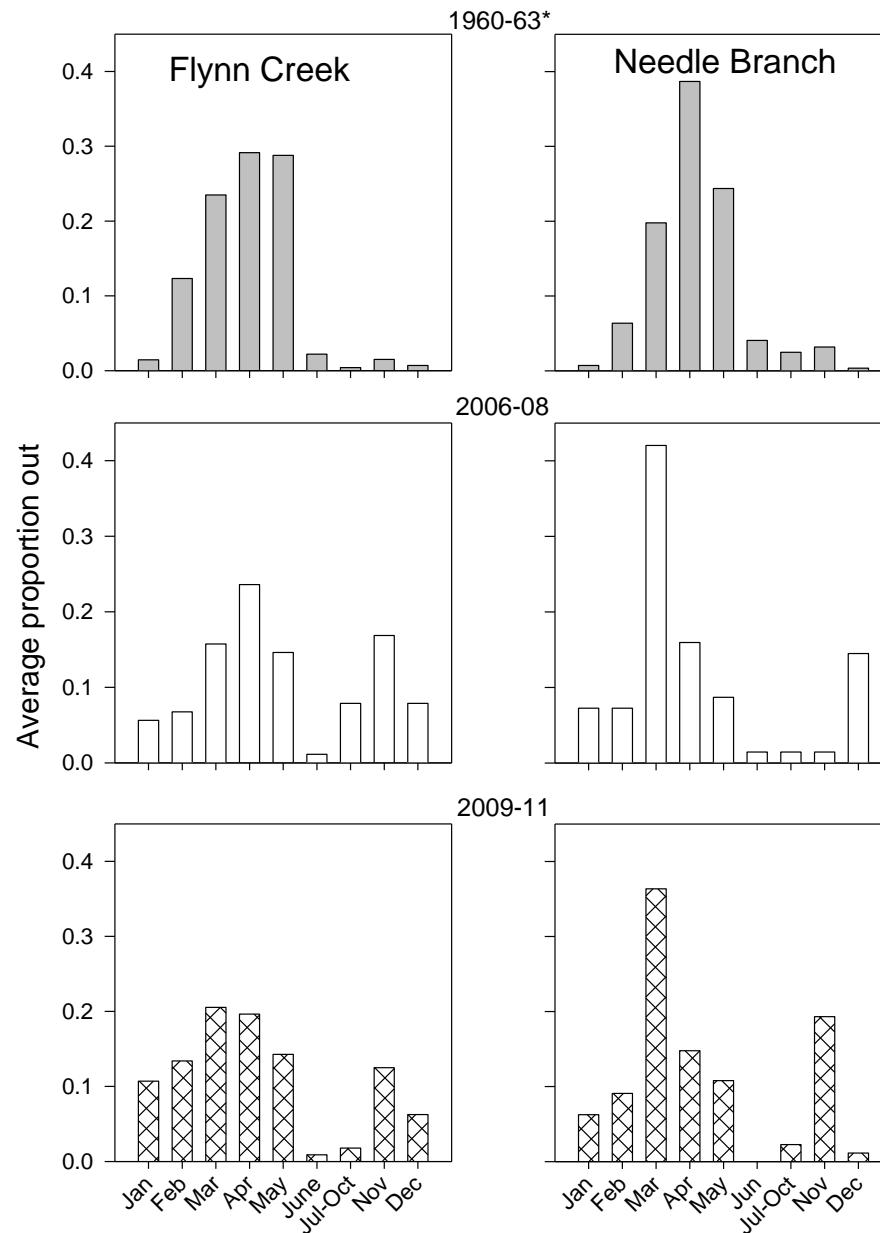 1960-63*
Flynn Creek
Needle Branch
0.4
0.3
0.2
0.1
0.0
2006-08
0.4
0.3
0.2
0.1
0.0
Average proportion out
2009-11
0.4
0.3
0.2
0.1
0.0
Jan
Feb
Mar
Apr
May
June
Jul-Oct
Nov
Dec
Jan
Feb
Mar
Apr
May
Jun
Jul-Oct
Nov
Dec